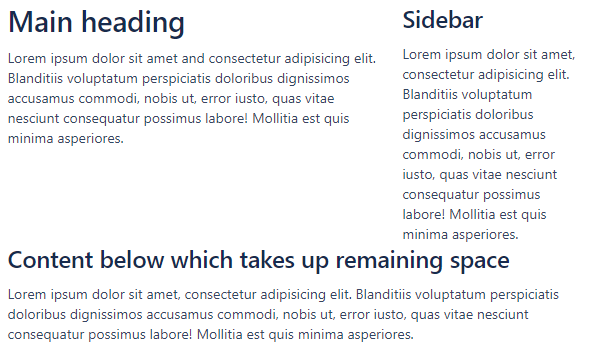 Main heading
Lorem ipsum dolor sit amet and consectetur adipisicing elit.
Blanditiis voluptatum perspiciatis doloribus dignissimos
accusamus commodi, nobis ut, error iusto, quas vitae
nesciunt consequatur possimus labore! Mollitia est quis
minima asperiores.
Sidebar
Lorem ipsum dolor sit amet,
consectetur adipisicing elit.
Blanditiis voluptatum
perspiciatis doloribus
dignissimos accusamus
commodi, nobis ut, error
iusto, quas vitae nesciunt
consequatur possimus
labore! Mollitia est quis
minima asperiores.
Content below which takes up remaining space
Lorem ipsum dolor sit amet, consectetur adipisicing elit. Blanditiis voluptatum perspiciatis
doloribus dignissimos accusamus commodi, nobis ut, error iusto, quas vitae nesciunt
consequatur possimus labore! Mollitia est quis minima asperiores.